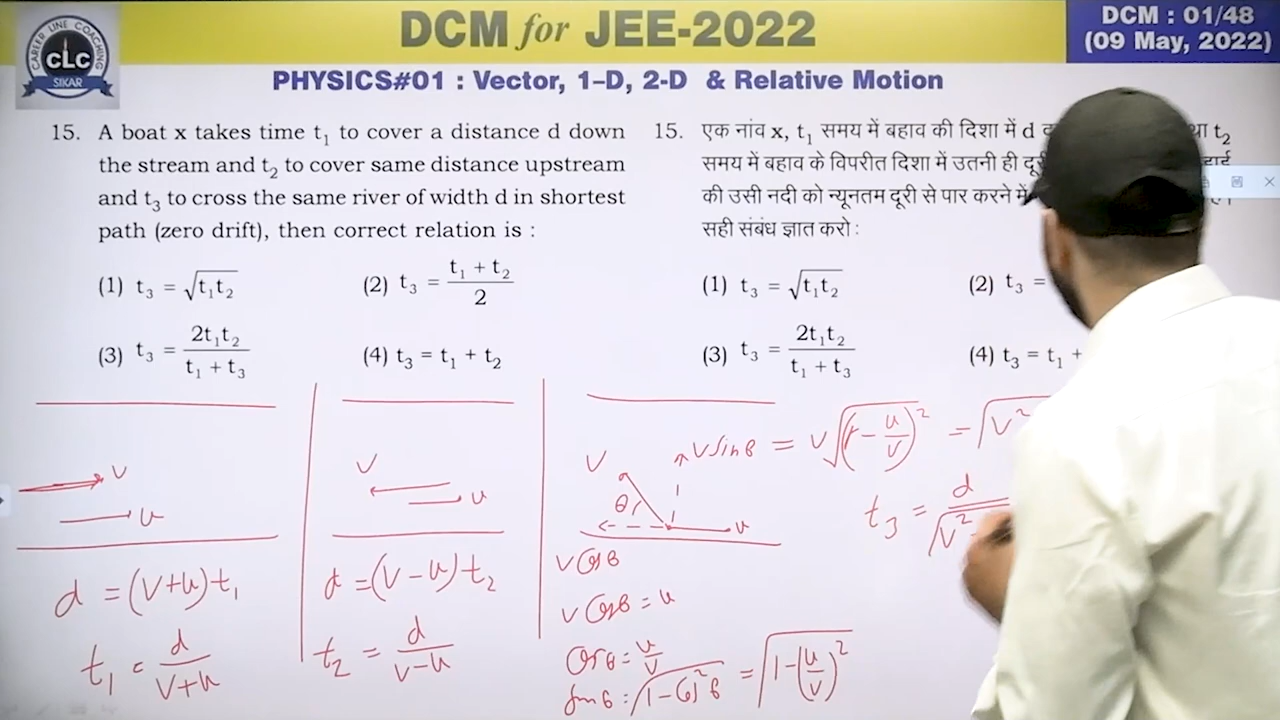 CAREER LINE COACHING
CLC
SIKAR
DCM for JEE-2022
DCM : 01/48
(09 May, 2022)
PHYSICS#01 : Vector, 1–D, 2-D & Relative Motion
15. A boat x takes time t₁ to cover a distance d down
the stream and t₂ to cover same distance upstream
and t₃ to cross the same river of width d in shortest
path (zero drift), then correct relation is :
(1) t₃ = √(t₁t₂)
(2) t₃ = (t₁ + t₂)/2
(3) t₃ = 2t₁t₂/(t₁ + t₃)
(4) t₃ = t₁ + t₂
15. एक नांव x, t₁ समय में बहाव की दिशा में d
t₂
समय में बहाव के विपरीत दिशा में उतनी ही दूरी
की उसी नदी को न्यूनतम दूरी से पार करने में
सही संबंध ज्ञात करो :
(1) t₃ = √(t₁t₂)
(2) t₃ =
(3) t₃ = 2t₁t₂/(t₁ + t₃)
(4) t₃ = t₁ +
v
u
d = (v+u)t₁
t₁ = d/(v+u)
v
u
d = (v-u)t₂
t₂ = d/(v-u)
v
θ
u
v cosθ
v cosθ = u
cosθ = u/v
sinθ = √(1-cos²θ) = √(1-(u/v)²)
v sinθ = v√(1-(u/v)²) = √v²
t₃ = d/√v²-